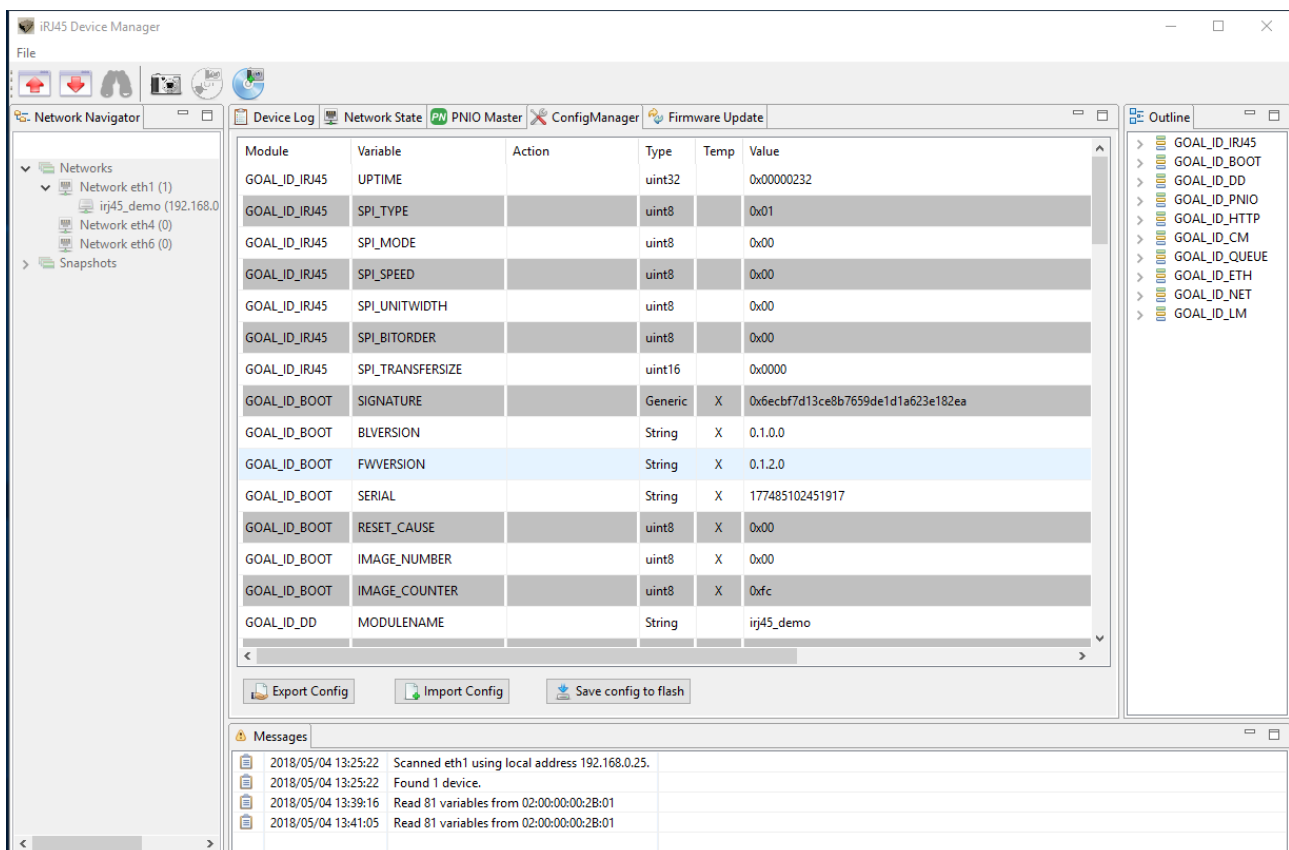 iRJ45 Device Manager
File
Network Navigator
Networks
Network eth1 (1)
irj45_demo (192.168.0
Network eth4 (0)
Network eth6 (0)
Snapshots
Device Log Network State PN PNIO Master ConfigManager Firmware Update
Module Variable Action Type Temp Value
GOAL_ID_IRJ45 UPTIME uint32 0x00000232
GOAL_ID_IRJ45 SPI_TYPE uint8 0x01
GOAL_ID_IRJ45 SPI_MODE uint8 0x00
GOAL_ID_IRJ45 SPI_SPEED uint8 0x00
GOAL_ID_IRJ45 SPI_UNITWIDTH uint8 0x00
GOAL_ID_IRJ45 SPI_BITORDER uint8 0x00
GOAL_ID_IRJ45 SPI_TRANSFERSIZE uint16 0x0000
GOAL_ID_BOOT SIGNATURE Generic X 0x6ecbf7d13ce8b7659de1d1a623e182ea
GOAL_ID_BOOT BLVERSION String X 0.1.0.0
GOAL_ID_BOOT FWVERSION String X 0.1.2.0
GOAL_ID_BOOT SERIAL String X 177485102451917
GOAL_ID_BOOT RESET_CAUSE uint8 X 0x00
GOAL_ID_BOOT IMAGE_NUMBER uint8 X 0x00
GOAL_ID_BOOT IMAGE_COUNTER uint8 X 0xfc
GOAL_ID_DD MODULENAME String irj45_demo
Export Config Import Config Save config to flash
Outline
GOAL_ID_IRJ45
GOAL_ID_BOOT
GOAL_ID_DD
GOAL_ID_PNIO
GOAL_ID_HTTP
GOAL_ID_CM
GOAL_ID_QUEUE
GOAL_ID_ETH
GOAL_ID_NET
GOAL_ID_LM
Messages
2018/05/04 13:25:22 Scanned eth1 using local address 192.168.0.25.
2018/05/04 13:25:22 Found 1 device.
2018/05/04 13:39:16 Read 81 variables from 02:00:00:00:2B:01
2018/05/04 13:41:05 Read 81 variables from 02:00:00:00:2B:01